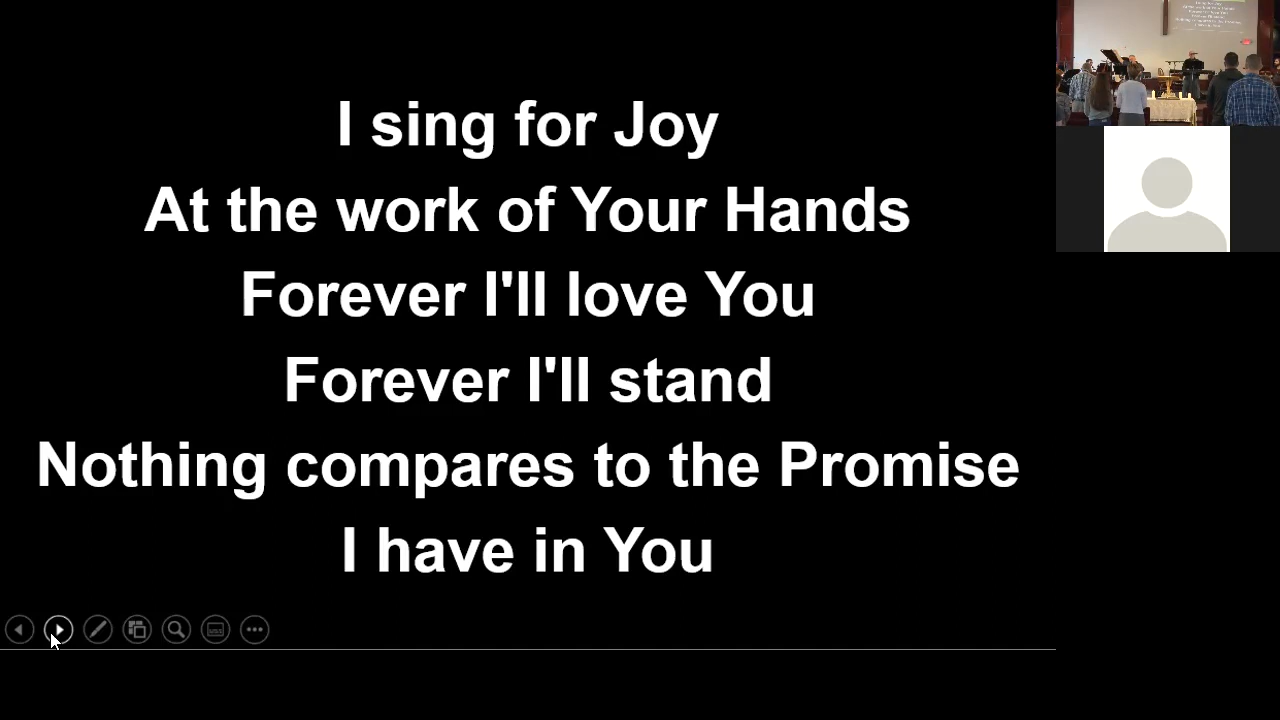 I sing for Joy
At the work of Your Hands
Forever I'll love You
Forever I'll stand
Nothing compares to the Promise
I have in You